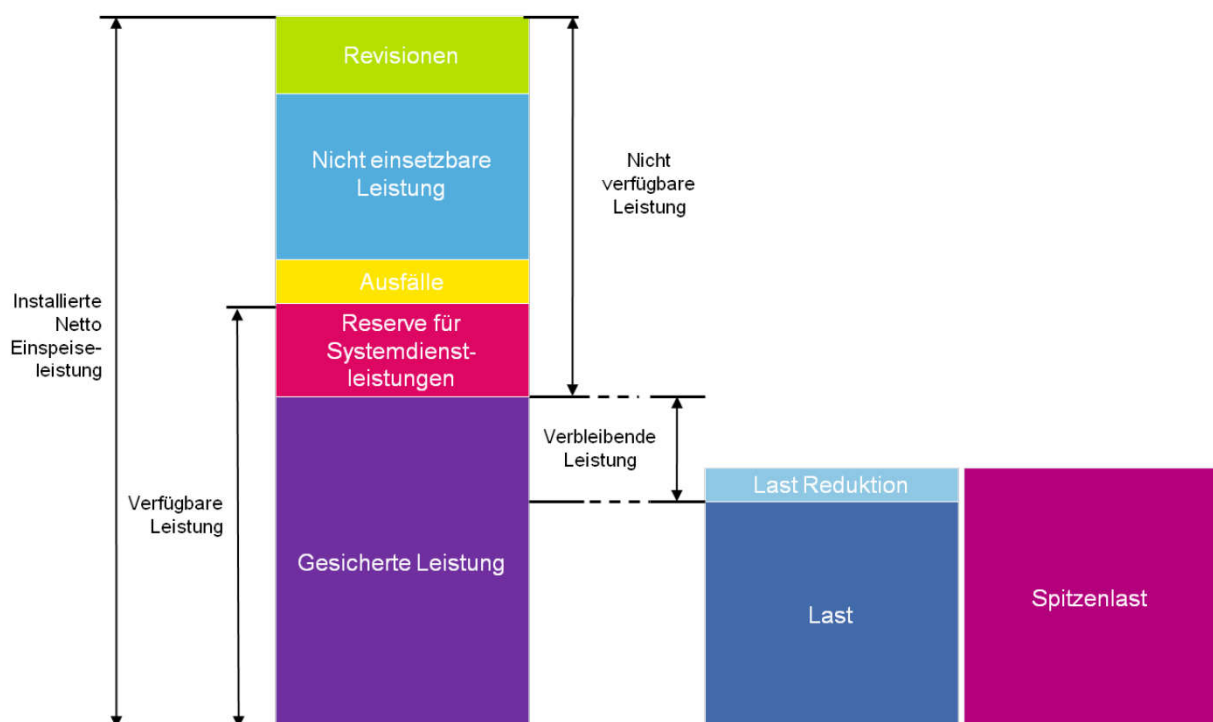 Revisionen
Nicht einsetzbare
Leistung
Nicht
verfügbare
Leistung
Ausfälle
Installierte
Netto
Einspeise-
leistung
Reserve für
Systemdienst-
leistungen
Verbleibende
Leistung
Verfügbare
Leistung
Gesicherte Leistung
Last Reduktion
Last
Spitzenlast